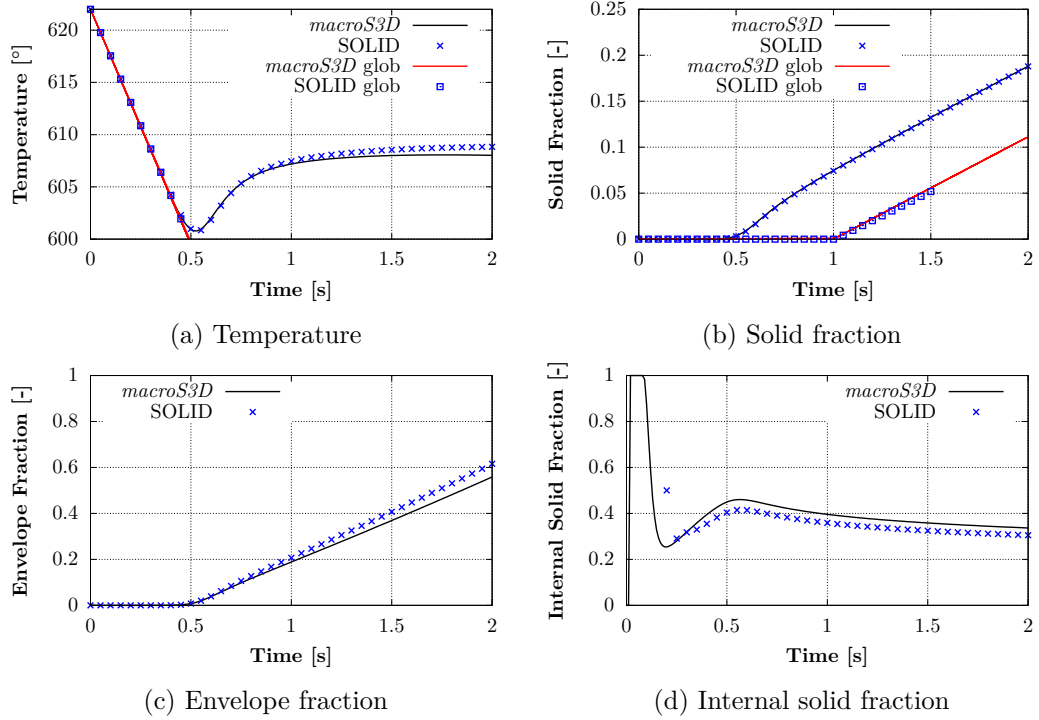 macroS3D
SOLID
macroS3D glob
SOLID glob
Temperature [°]
620
615
610
605
600
0 0.5 1 1.5 2
Time [s]
(a) Temperature
macroS3D
SOLID
macroS3D glob
SOLID glob
Solid Fraction [-]
0.25
0.2
0.15
0.1
0.05
0
0 0.5 1 1.5 2
Time [s]
(b) Solid fraction
macroS3D
SOLID
Envelope Fraction [-]
1
0.8
0.6
0.4
0.2
0
0 0.5 1 1.5 2
Time [s]
(c) Envelope fraction
macroS3D
SOLID
Internal Solid Fraction [-]
1
0.8
0.6
0.4
0.2
0
0 0.5 1 1.5 2
Time [s]
(d) Internal solid fraction